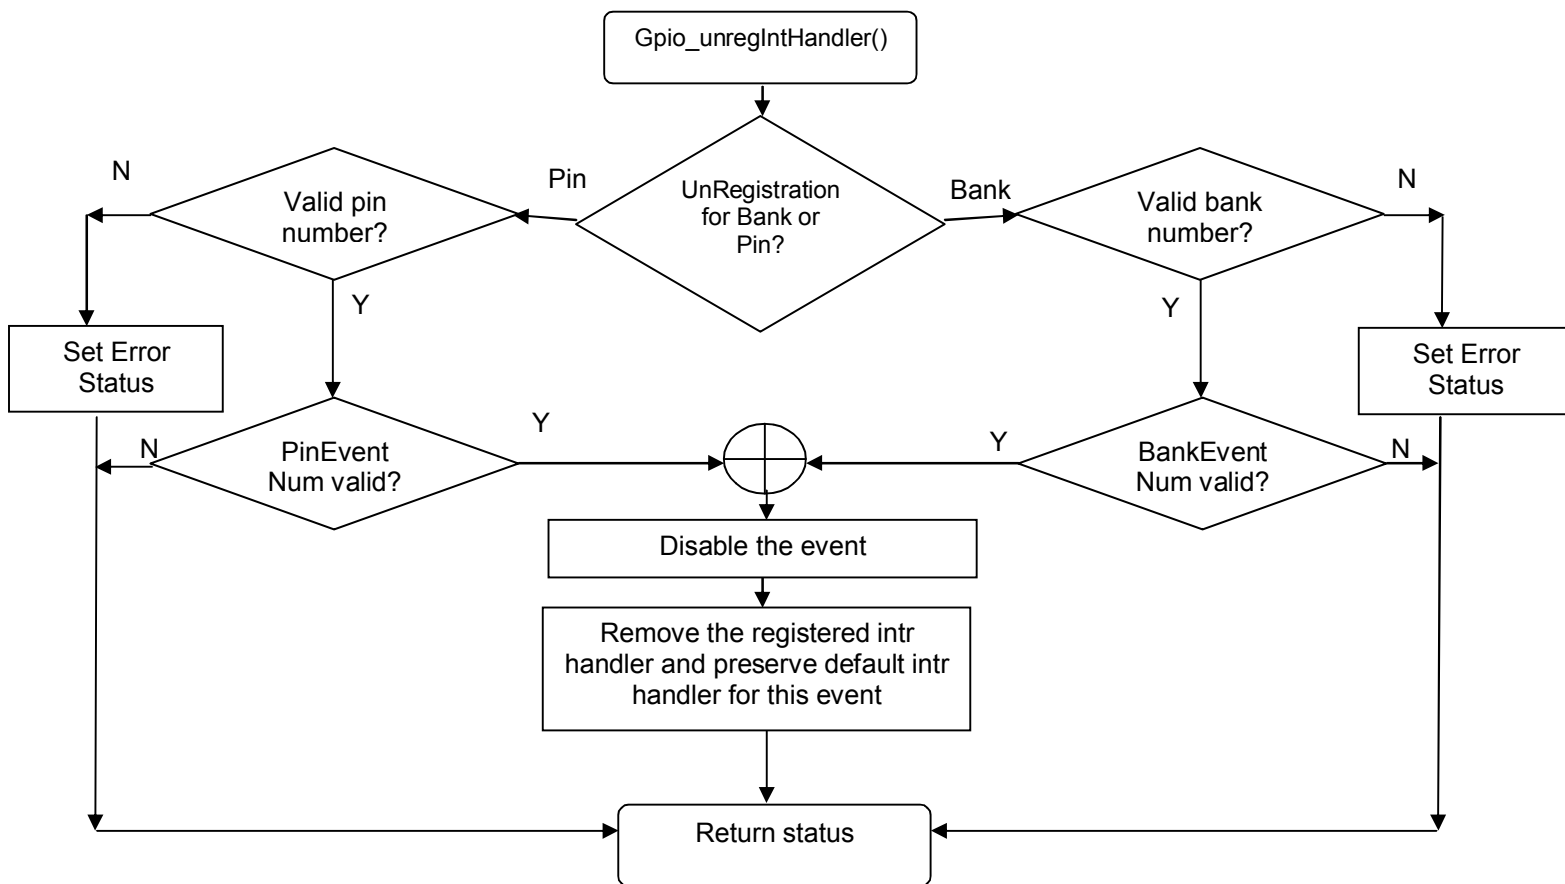 Gpio_unregIntHandler()
N
Valid pin
number?
Pin
UnRegistration
for Bank or
Pin?
Bank
Valid bank
number?
N
Y
Y
Set Error
Status
Set Error
Status
N
PinEvent
Num valid?
Y
Y
BankEvent
Num valid?
N
Disable the event
Remove the registered intr
handler and preserve default intr
handler for this event
Return status